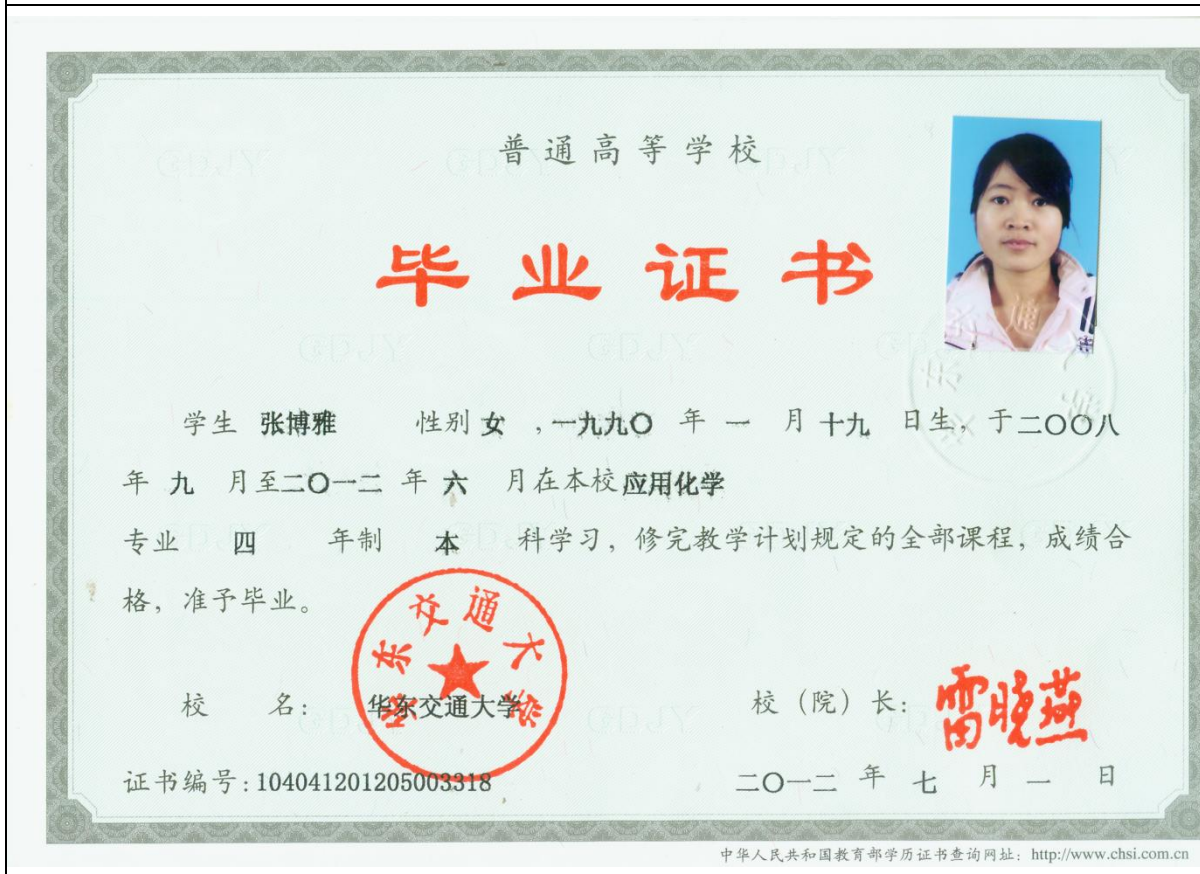 普通高等学校
毕业证书
学生 张博雅 性别 女 ,一九九〇 年 一 月 十九 日生, 于二〇〇八
年 九 月至二〇一二 年 六 月在本校 应用化学
专业 四 年制 本 科学习, 修完教学计划规定的全部课程, 成绩合
格, 准予毕业。
华东交通大学
校 名: 华东交通大学
校（院）长: 雷晓燕
证书编号: 104041201205003318
二〇一二 年 七 月 一 日
中华人民共和国教育部学历证书查询网址: http://www.chsi.com.cn